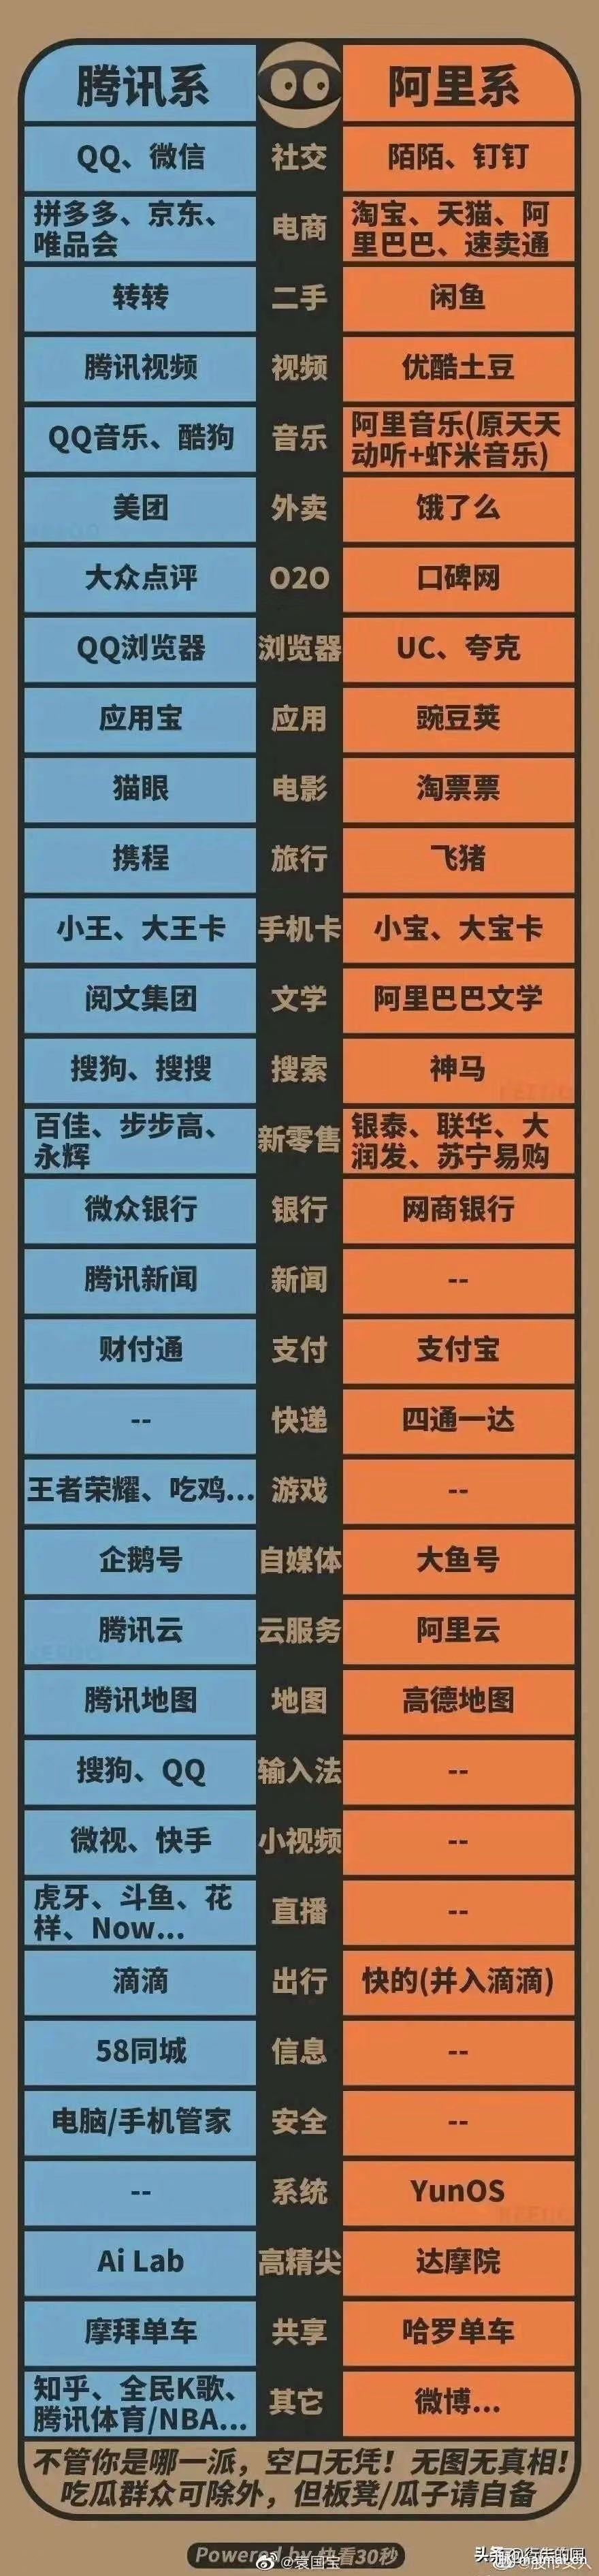 腾讯系 阿里系
QQ、微信 社交 陌陌、钉钉
拼多多、京东、 电商 淘宝、天猫、阿
唯品会 里巴巴、速卖通
转转 二手 闲鱼
腾讯视频 视频 优酷土豆
QQ音乐、酷狗 音乐 阿里音乐(原天天
动听+虾米音乐)
美团 外卖 饿了么
大众点评 O2O 口碑网
QQ浏览器 浏览器 UC、夸克
应用宝 应用 豌豆荚
猫眼 电影 淘票票
携程 旅行 飞猪
小王、大王卡 手机卡 小宝、大宝卡
阅文集团 文学 阿里巴巴文学
搜狗、搜搜 搜索 神马
百佳、步步高、 新零售 银泰、联华、大
永辉 润发、苏宁易购
微众银行 银行 网商银行
腾讯新闻 新闻 --
财付通 支付 支付宝
-- 快递 四通一达
王者荣耀、吃鸡... 游戏 --
企鹅号 自媒体 大鱼号
腾讯云 云服务 阿里云
腾讯地图 地图 高德地图
搜狗、QQ 输入法 --
微视、快手 小视频 --
虎牙、斗鱼、花 直播 --
样、Now...
滴滴 出行 快的(并入滴滴)
58同城 信息 --
电脑/手机管家 安全 --
-- 系统 YunOS
Ai Lab 高精尖 达摩院
摩拜单车 共享 哈罗单车
知乎、全民K歌、 其它 微博...
腾讯体育/NBA...
不管你是哪一派，空口无凭！无图无真相！
吃瓜群众可除外，但板凳/瓜子请自备
Powered by 快看30秒
@袁国宝